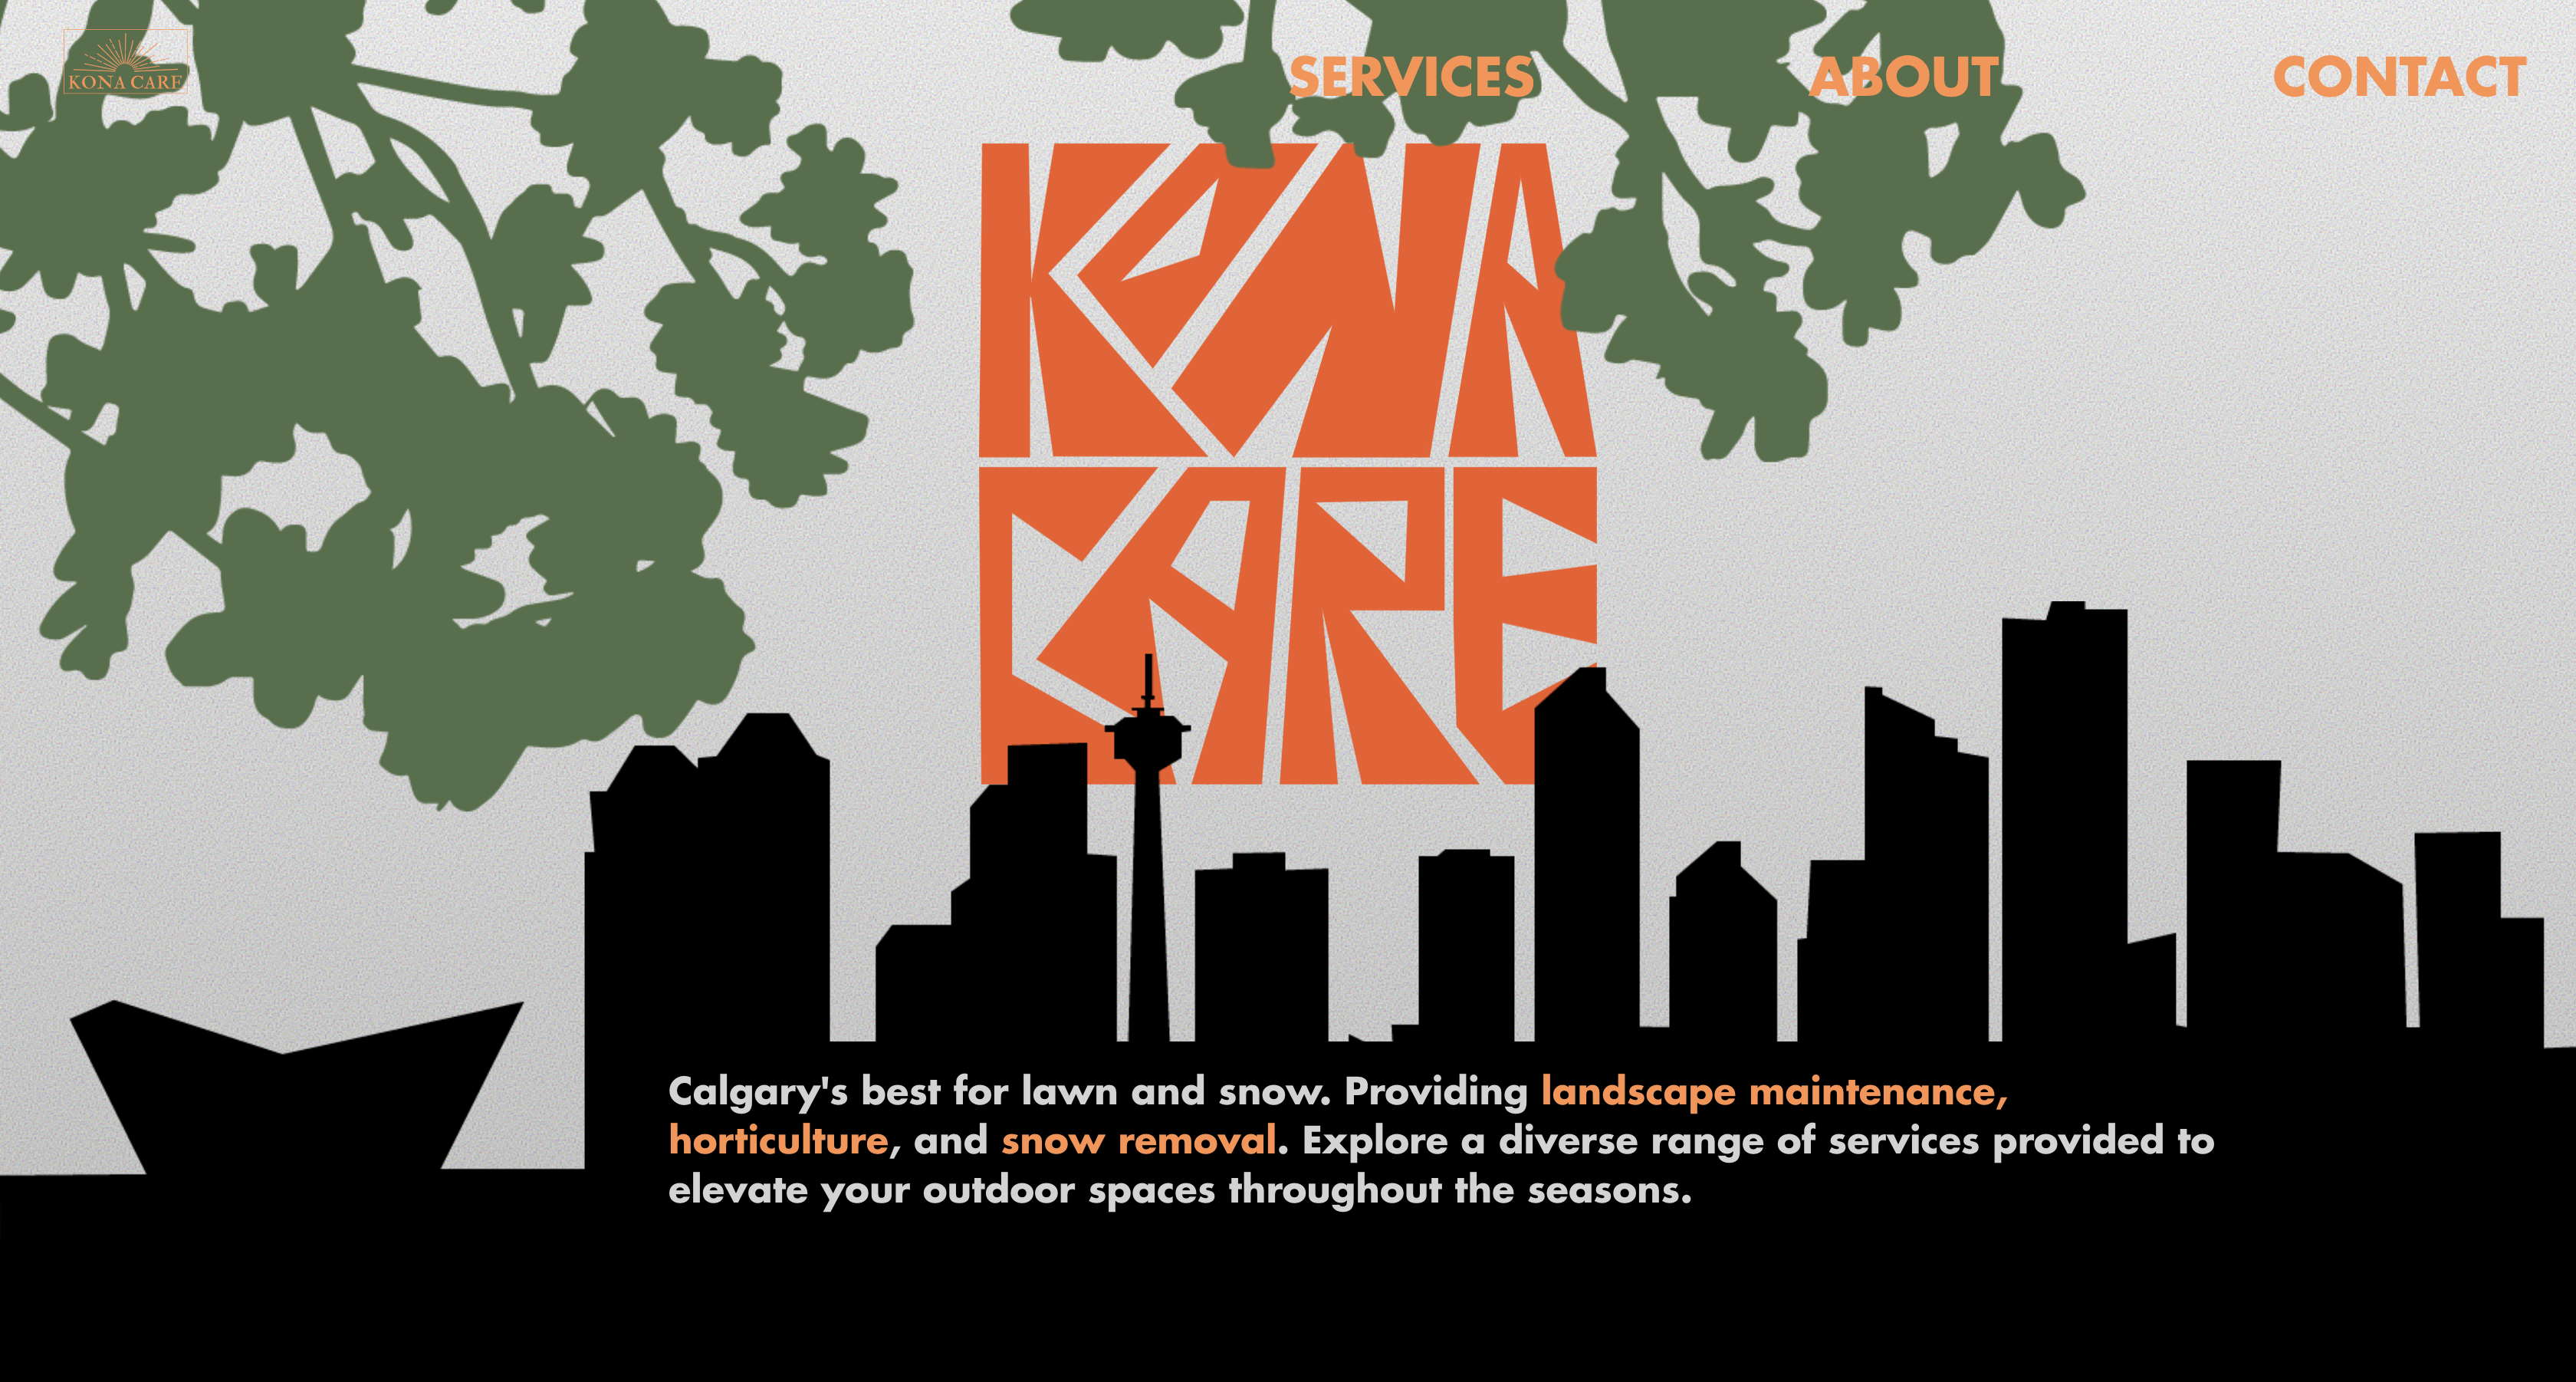 KONA CARE
SERVICES
ABOUT
CONTACT
KONA
CARE
Calgary's best for lawn and snow. Providing landscape maintenance,
horticulture, and snow removal. Explore a diverse range of services provided to
elevate your outdoor spaces throughout the seasons.